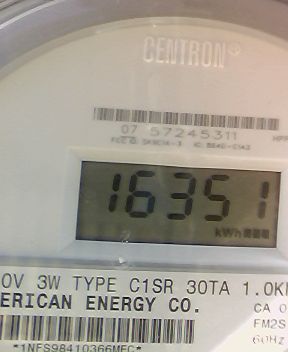 CENTRON®
07 57245311
16351
kWh
0V 3W TYPE C1SR 30TA 1.0K
ERICAN ENERGY CO. CA 0
FM2S
60Hz
*1NFS98410366MEC*